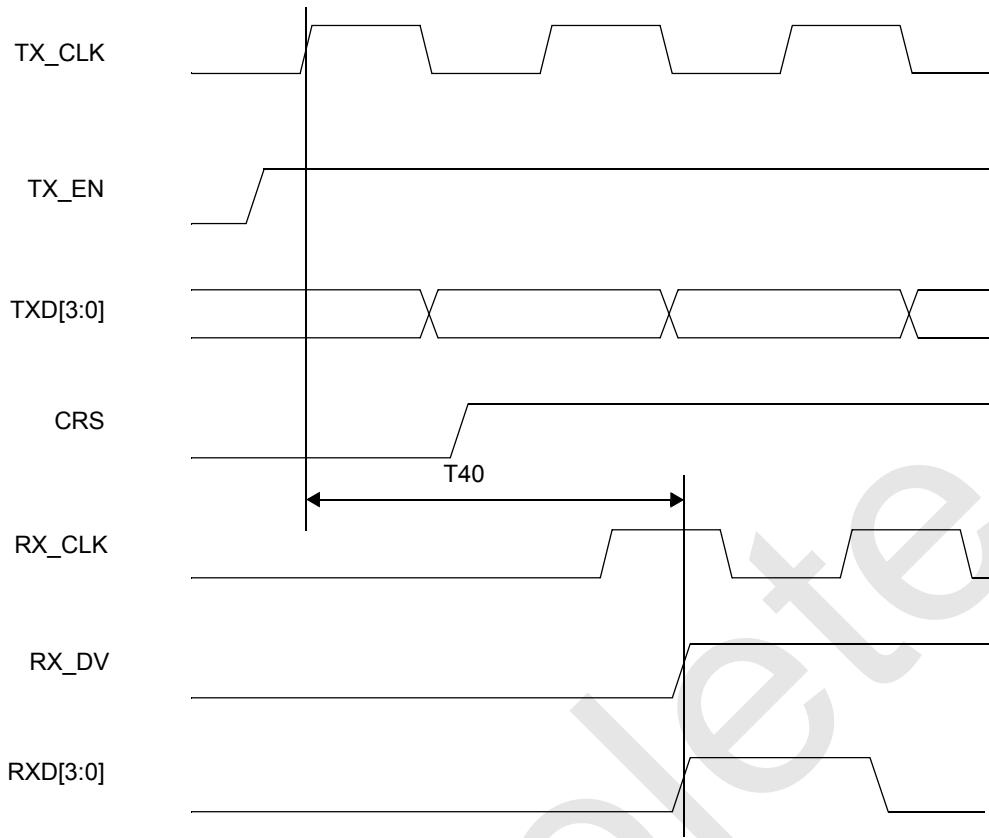 TX_CLK
TX_EN
TXD[3:0]
CRS
T40
RX_CLK
RX_DV
RXD[3:0]